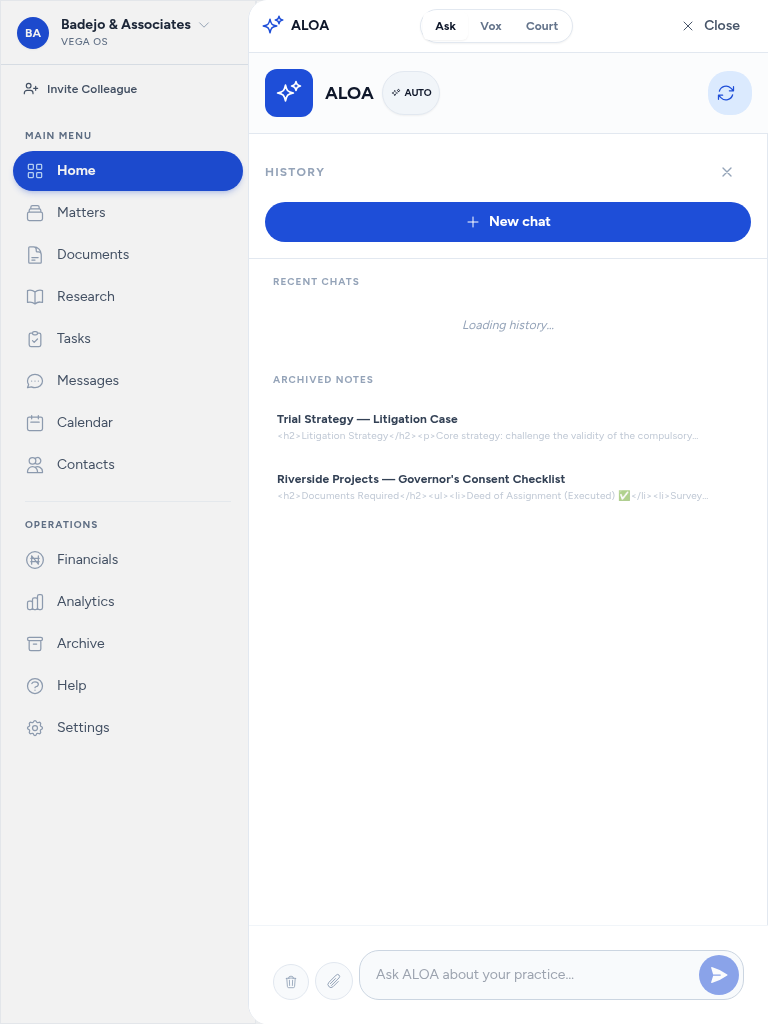 BA
Badejo & Associates
VEGA OS
Invite Colleague
MAIN MENU
Home
Matters
Documents
Research
Tasks
Messages
Calendar
Contacts
OPERATIONS
Financials
Analytics
Archive
Help
Settings
ALOA
Ask
Vox
Court
Close
ALOA
AUTO
HISTORY
New chat
RECENT CHATS
Loading history...
ARCHIVED NOTES
Trial Strategy — Litigation Case
<h2>Litigation Strategy</h2><p>Core strategy: challenge the validity of the compulsory...
Riverside Projects — Governor's Consent Checklist
<h2>Documents Required</h2><ul><li>Deed of Assignment (Executed) ✅</li><li>Survey...
Ask ALOA about your practice...